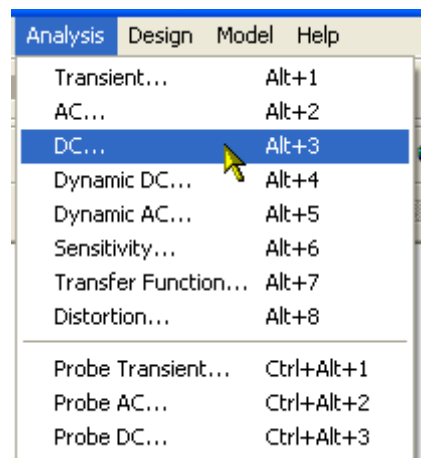 Analysis Design Model Help
Transient... Alt+1
AC... Alt+2
DC... Alt+3
Dynamic DC... Alt+4
Dynamic AC... Alt+5
Sensitivity... Alt+6
Transfer Function... Alt+7
Distortion... Alt+8
Probe Transient... Ctrl+Alt+1
Probe AC... Ctrl+Alt+2
Probe DC... Ctrl+Alt+3